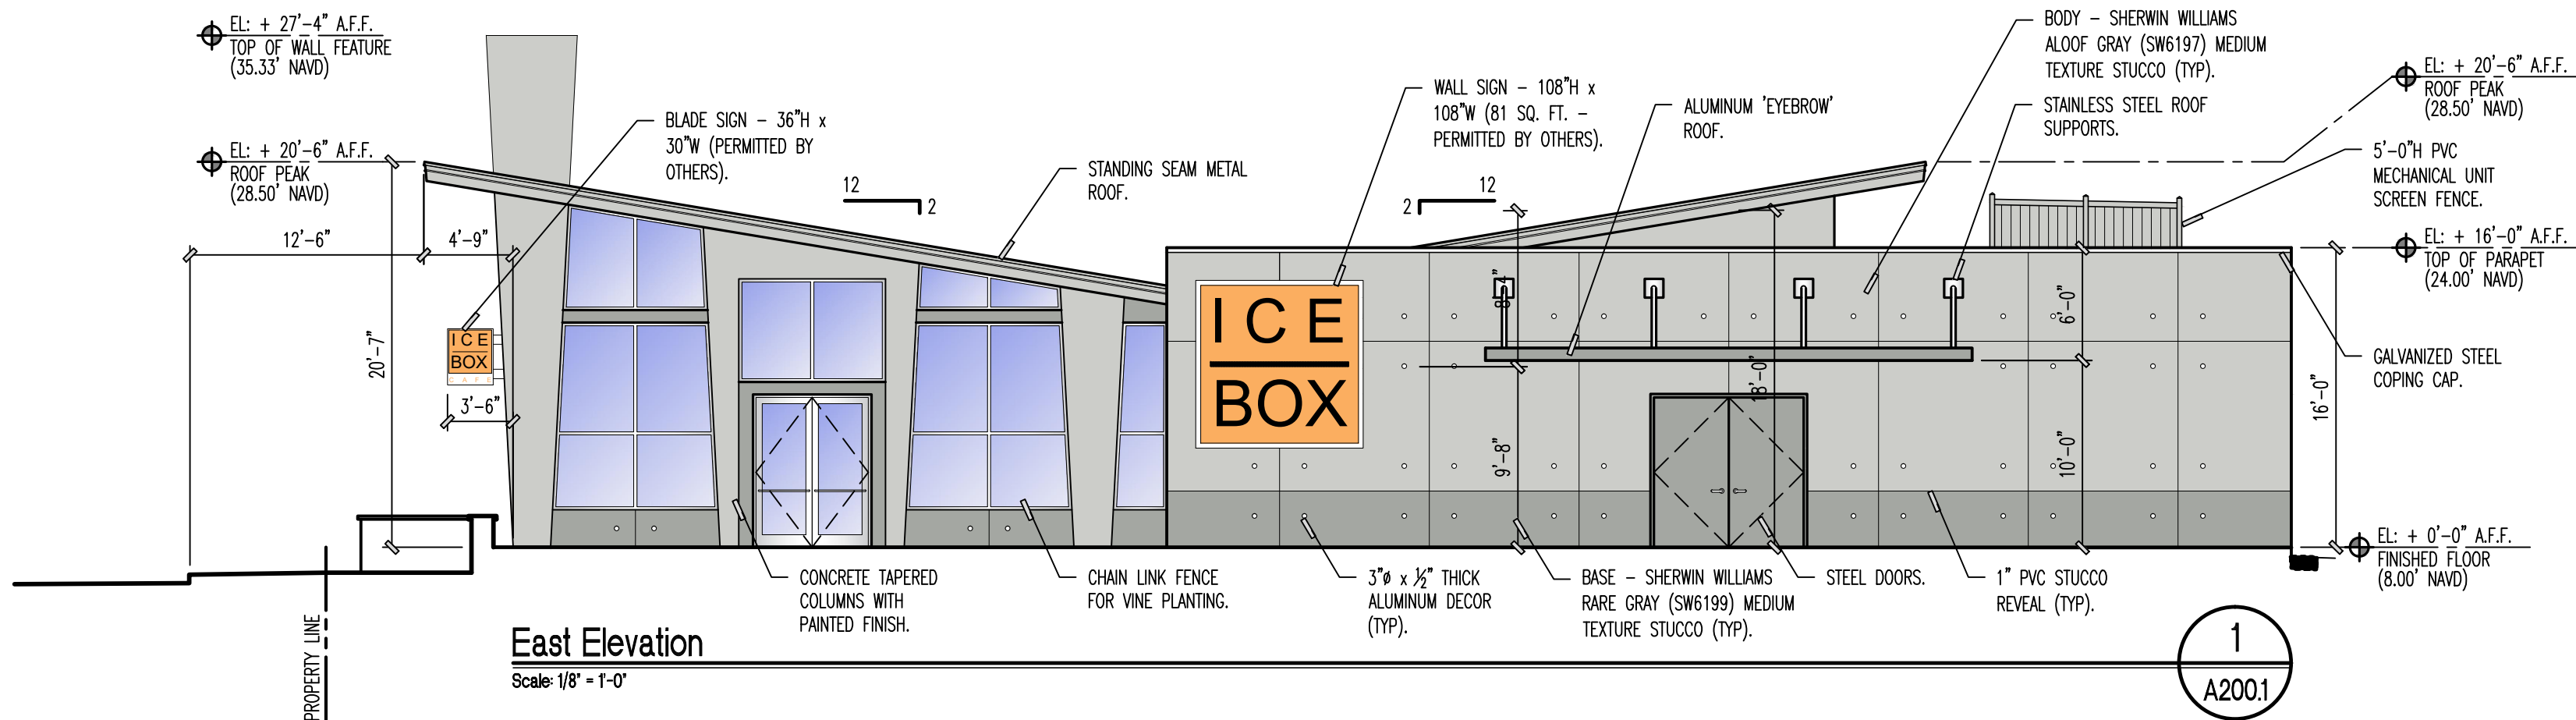 EL: + 27'-4" A.F.F.
TOP OF WALL FEATURE
(35.33' NAVD)
EL: + 20'-6" A.F.F.
ROOF PEAK
(28.50' NAVD)
BLADE SIGN – 36"H x
30"W (PERMITTED BY
OTHERS).
STANDING SEAM METAL
ROOF.
12
2
WALL SIGN – 108"H x
108"W (81 SQ. FT. –
PERMITTED BY OTHERS).
2
12
ALUMINUM 'EYEBROW'
ROOF.
BODY – SHERWIN WILLIAMS
ALOOF GRAY (SW6197) MEDIUM
TEXTURE STUCCO (TYP).
STAINLESS STEEL ROOF
SUPPORTS.
EL: + 20'-6" A.F.F.
ROOF PEAK
(28.50' NAVD)
5'-0"H PVC
MECHANICAL UNIT
SCREEN FENCE.
EL: + 16'-0" A.F.F.
TOP OF PARAPET
(24.00' NAVD)
GALVANIZED STEEL
COPING CAP.
12'-6"
4'-9"
20'-7"
3'-6"
ICE
BOX
CAFE
ICE
BOX
9'-8"
6'-0"
10'-0"
16'-0"
EL: + 0'-0" A.F.F.
FINISHED FLOOR
(8.00' NAVD)
CONCRETE TAPERED
COLUMNS WITH
PAINTED FINISH.
CHAIN LINK FENCE
FOR VINE PLANTING.
3"ø x ½" THICK
ALUMINUM DECOR
(TYP).
BASE – SHERWIN WILLIAMS
RARE GRAY (SW6199) MEDIUM
TEXTURE STUCCO (TYP).
STEEL DOORS.
1" PVC STUCCO
REVEAL (TYP).
PROPERTY LINE
East Elevation
Scale: 1/8" = 1'-0"
1
A200.1